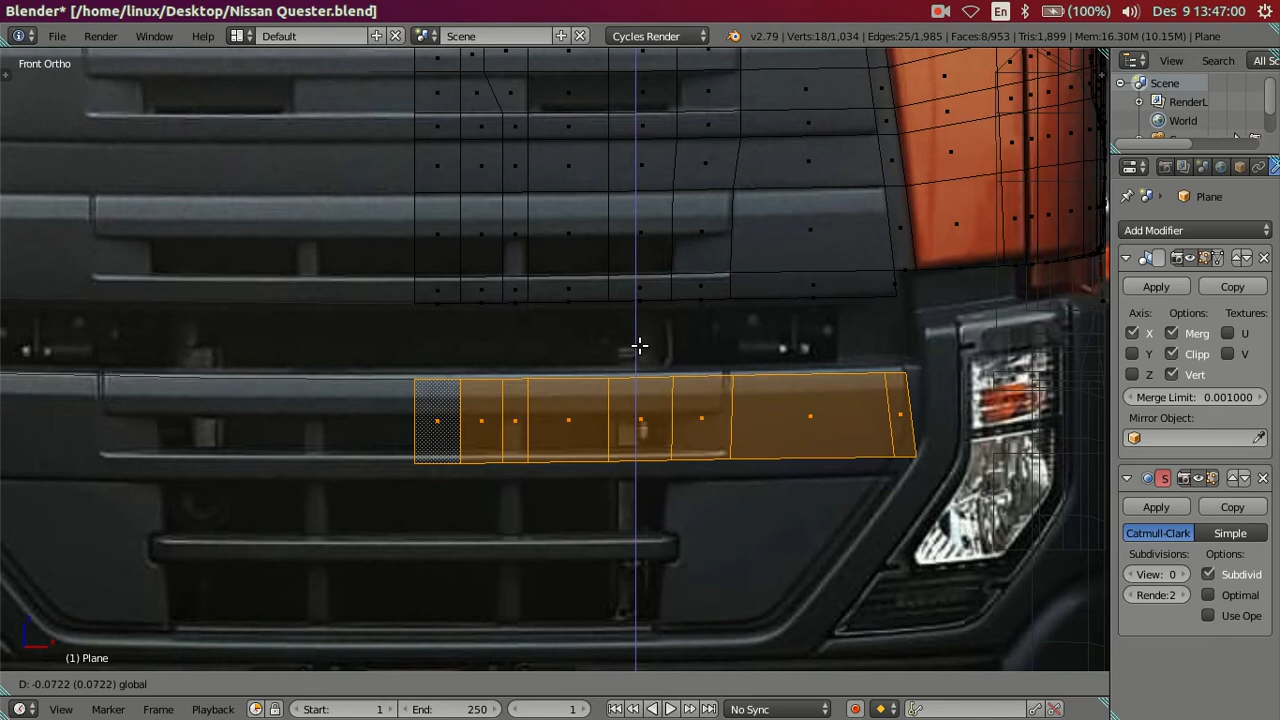 Blender* [/home/linux/Desktop/Nissan Quester.blend]
En
(100%)
Des 9 13:47:00
File
Render
Window
Help
Default
Scene
Cycles Render
v2.79 | Verts:18/1,034 | Edges:25/1,985 | Faces:8/953 | Tris:1,899 | Mem:16.30M (10.15M) | Plane
Front Ortho
View
Search
All Sc
Scene
RenderL
World
Plane
Add Modifier
Apply
Copy
Axis:
Options:
Textures:
X
Merg
U
Y
Clipp
V
Z
Vert
Merge Limit: 0.001000
Mirror Object:
S
Apply
Copy
Catmull-Clark
Simple
Subdivisions:
Options:
View: 0
Subdivid
Rende:2
Optimal
Use Ope
(1) Plane
D: -0.0722 (0.0722) global
View
Marker
Frame
Playback
Start: 1
End: 250
1
No Sync